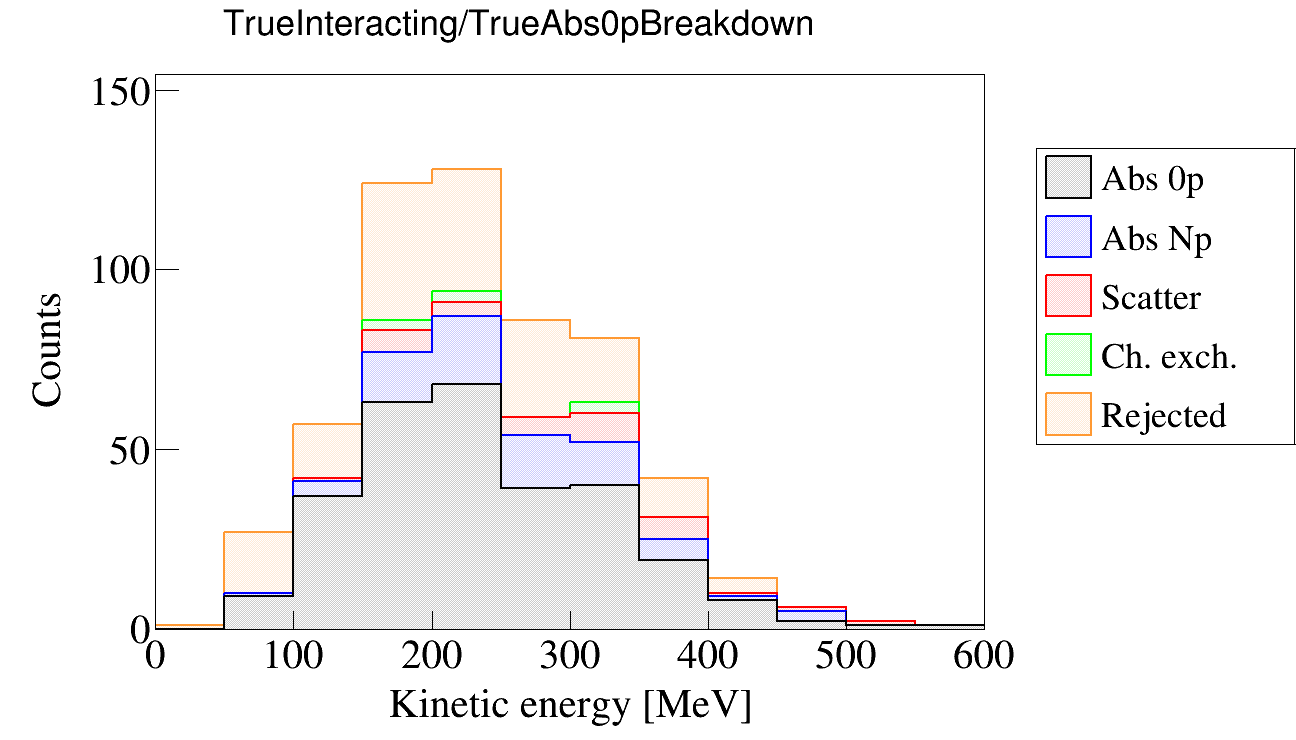 TrueInteracting/TrueAbs0pBreakdown
150
100
50
0
Counts
0 100 200 300 400 500 600
Kinetic energy [MeV]
Abs 0p
Abs Np
Scatter
Ch. exch.
Rejected